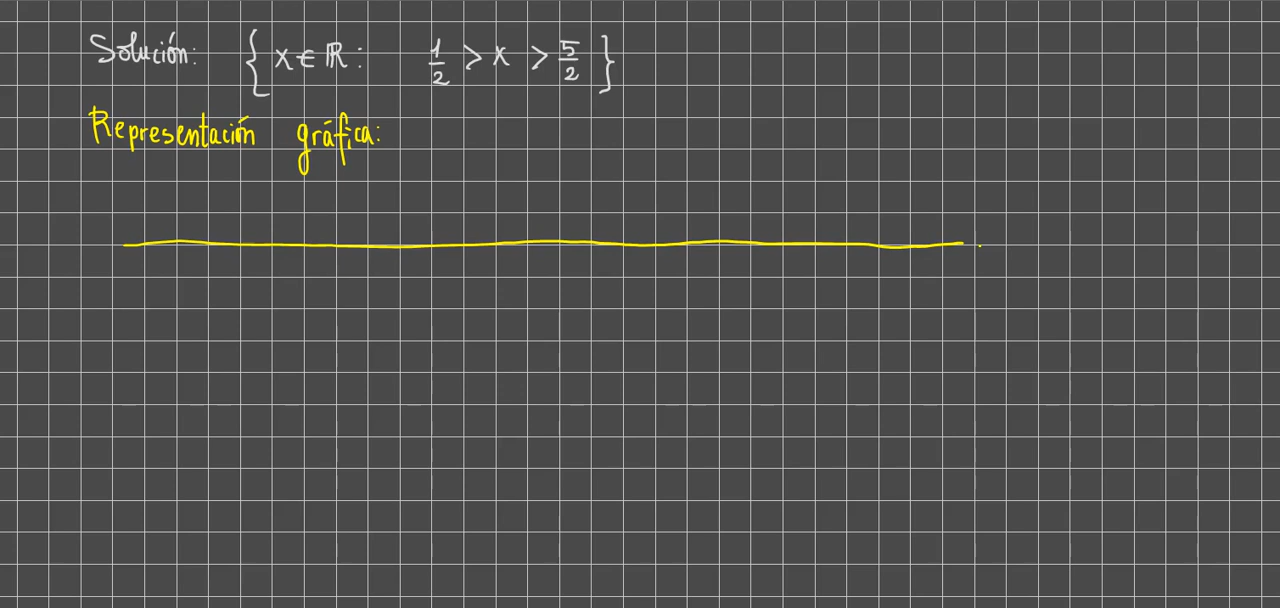 Solución: { x ∈ ℝ : 1/2 > x > 5/2 }
Representación gráfica: